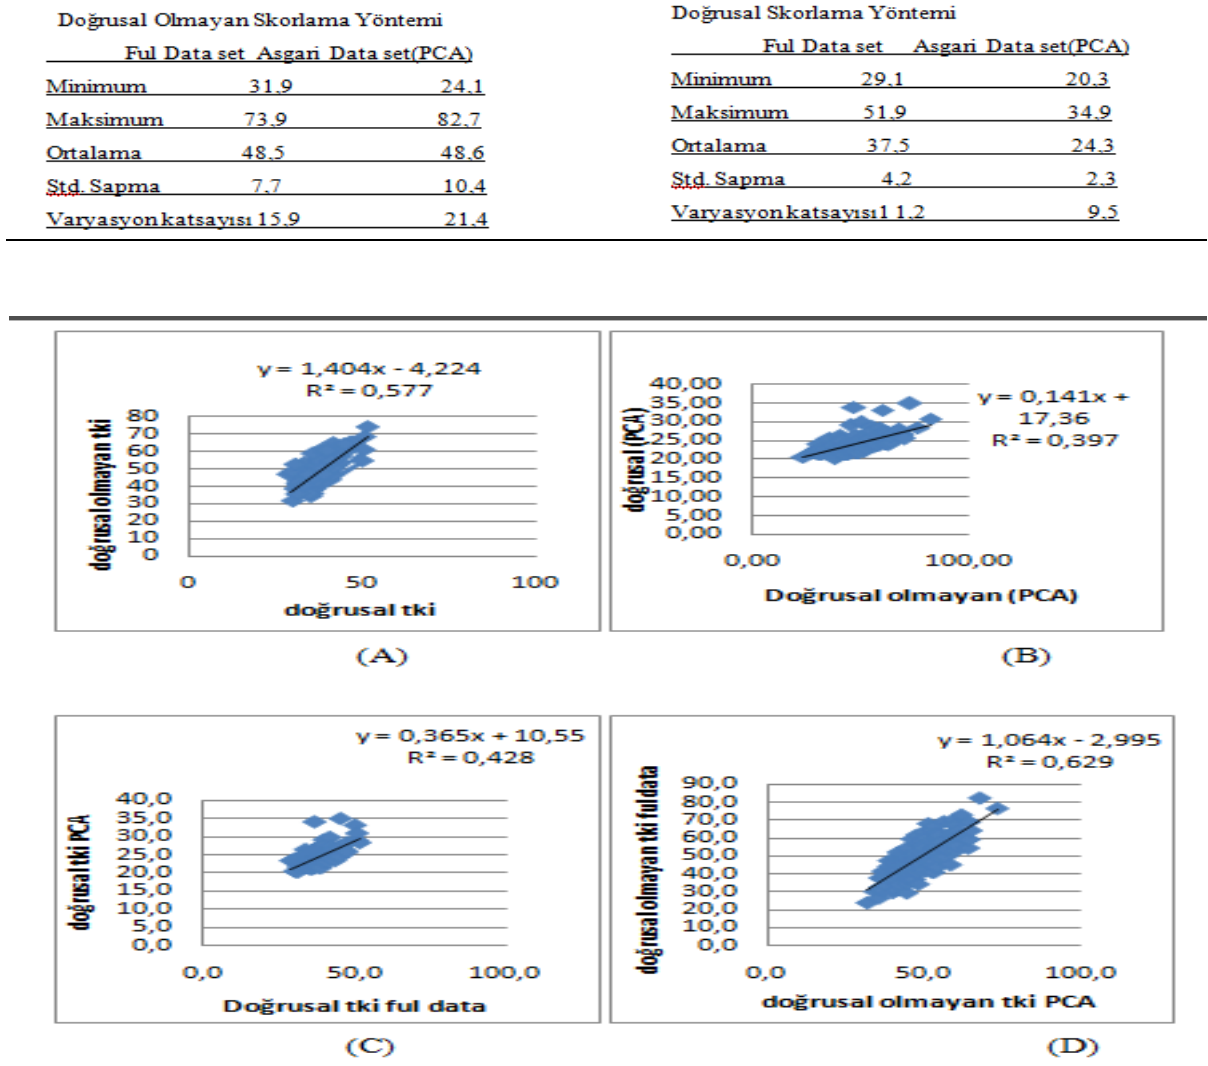 Doğrusal Olmayan Skorlama Yöntemi
Ful Data set Asgari Data set(PCA)
Minimum 31,9 24,1
Maksimum 73,9 82,7
Ortalama 48,5 48,6
Std. Sapma 7,7 10,4
Varyasyon katsayısı 15,9 21,4
Doğrusal Skorlama Yöntemi
Ful Data set Asgari Data set(PCA)
Minimum 29,1 20,3
Maksimum 51,9 34,9
Ortalama 37,5 24,3
Std. Sapma 4,2 2,3
Varyasyon katsayısı1 1,2 9,5
y = 1,404x - 4,224
R² = 0,577
80
70
60
50
40
30
20
10
0
doğrusal olmayan tki
0 50 100
doğrusal tki
(A)
40,00
35,00
30,00
25,00
20,00
15,00
10,00
5,00
0,00
doğrusal (PCA)
y = 0,141x +
17,36
R² = 0,397
0,00 100,00
Doğrusal olmayan (PCA)
(B)
y = 0,365x + 10,55
R² = 0,428
40,0
35,0
30,0
25,0
20,0
15,0
10,0
5,0
0,0
doğrusal tki PCA
0,0 50,0 100,0
Doğrusal tki ful data
(C)
y = 1,064x - 2,995
R² = 0,629
90,0
80,0
70,0
60,0
50,0
40,0
30,0
20,0
10,0
0,0
doğrusal olmayan tki ful data
0,0 50,0 100,0
doğrusal olmayan tki PCA
(D)